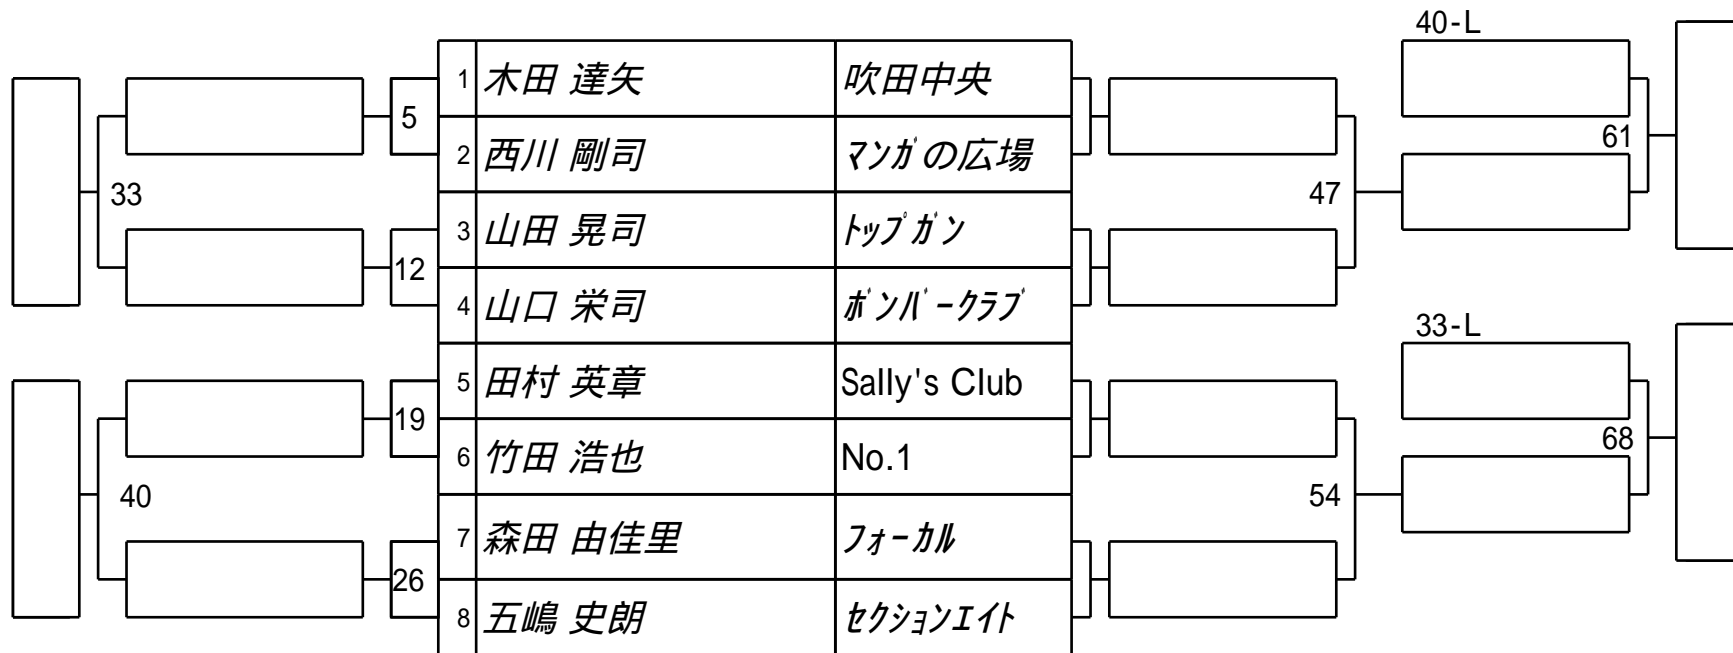 40-L
1 木田 達矢 吹田中央
5
61
2 西川 剛司 ﾏﾝｶﾞの広場
33
47
3 山田 晃司 ﾄｯﾌﾟｶﾞﾝ
12
4 山口 栄司 ﾎﾞﾝﾊﾞｰｸﾗﾌﾞ
33-L
5 田村 英章 Sally's Club
19
68
6 竹田 浩也 No.1
40
54
7 森田 由佳里 ﾌｫｰｶﾙ
26
8 五嶋 史朗 ｾｸｼｮﾝｴｲﾄ